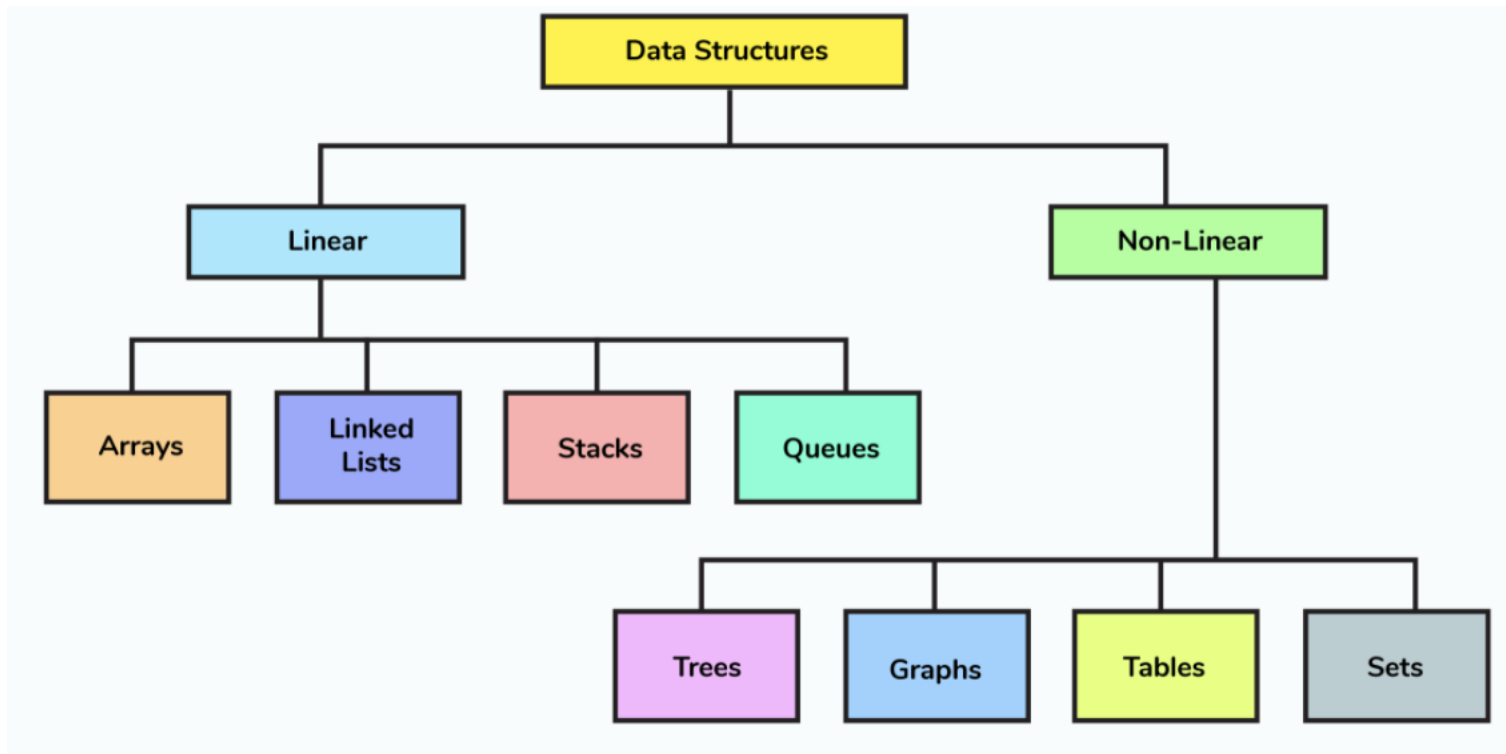 Data Structures
Linear
Non-Linear
Arrays
Linked
Lists
Stacks
Queues
Trees
Graphs
Tables
Sets